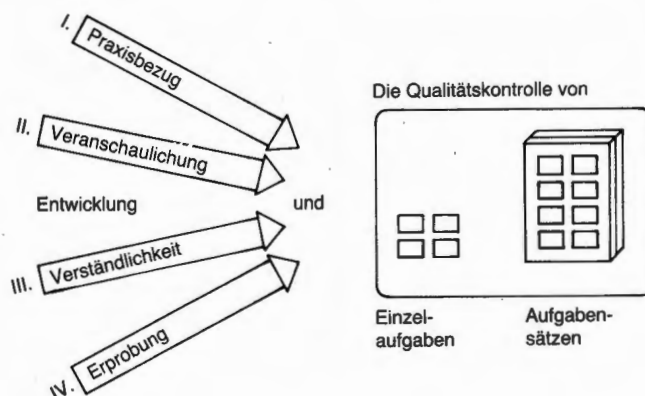 I. Praxisbezug
II. Veranschaulichung
Entwicklung und
III. Verständlichkeit
IV. Erprobung
Die Qualitätskontrolle von
Einzel-
aufgaben
Aufgaben-
sätzen